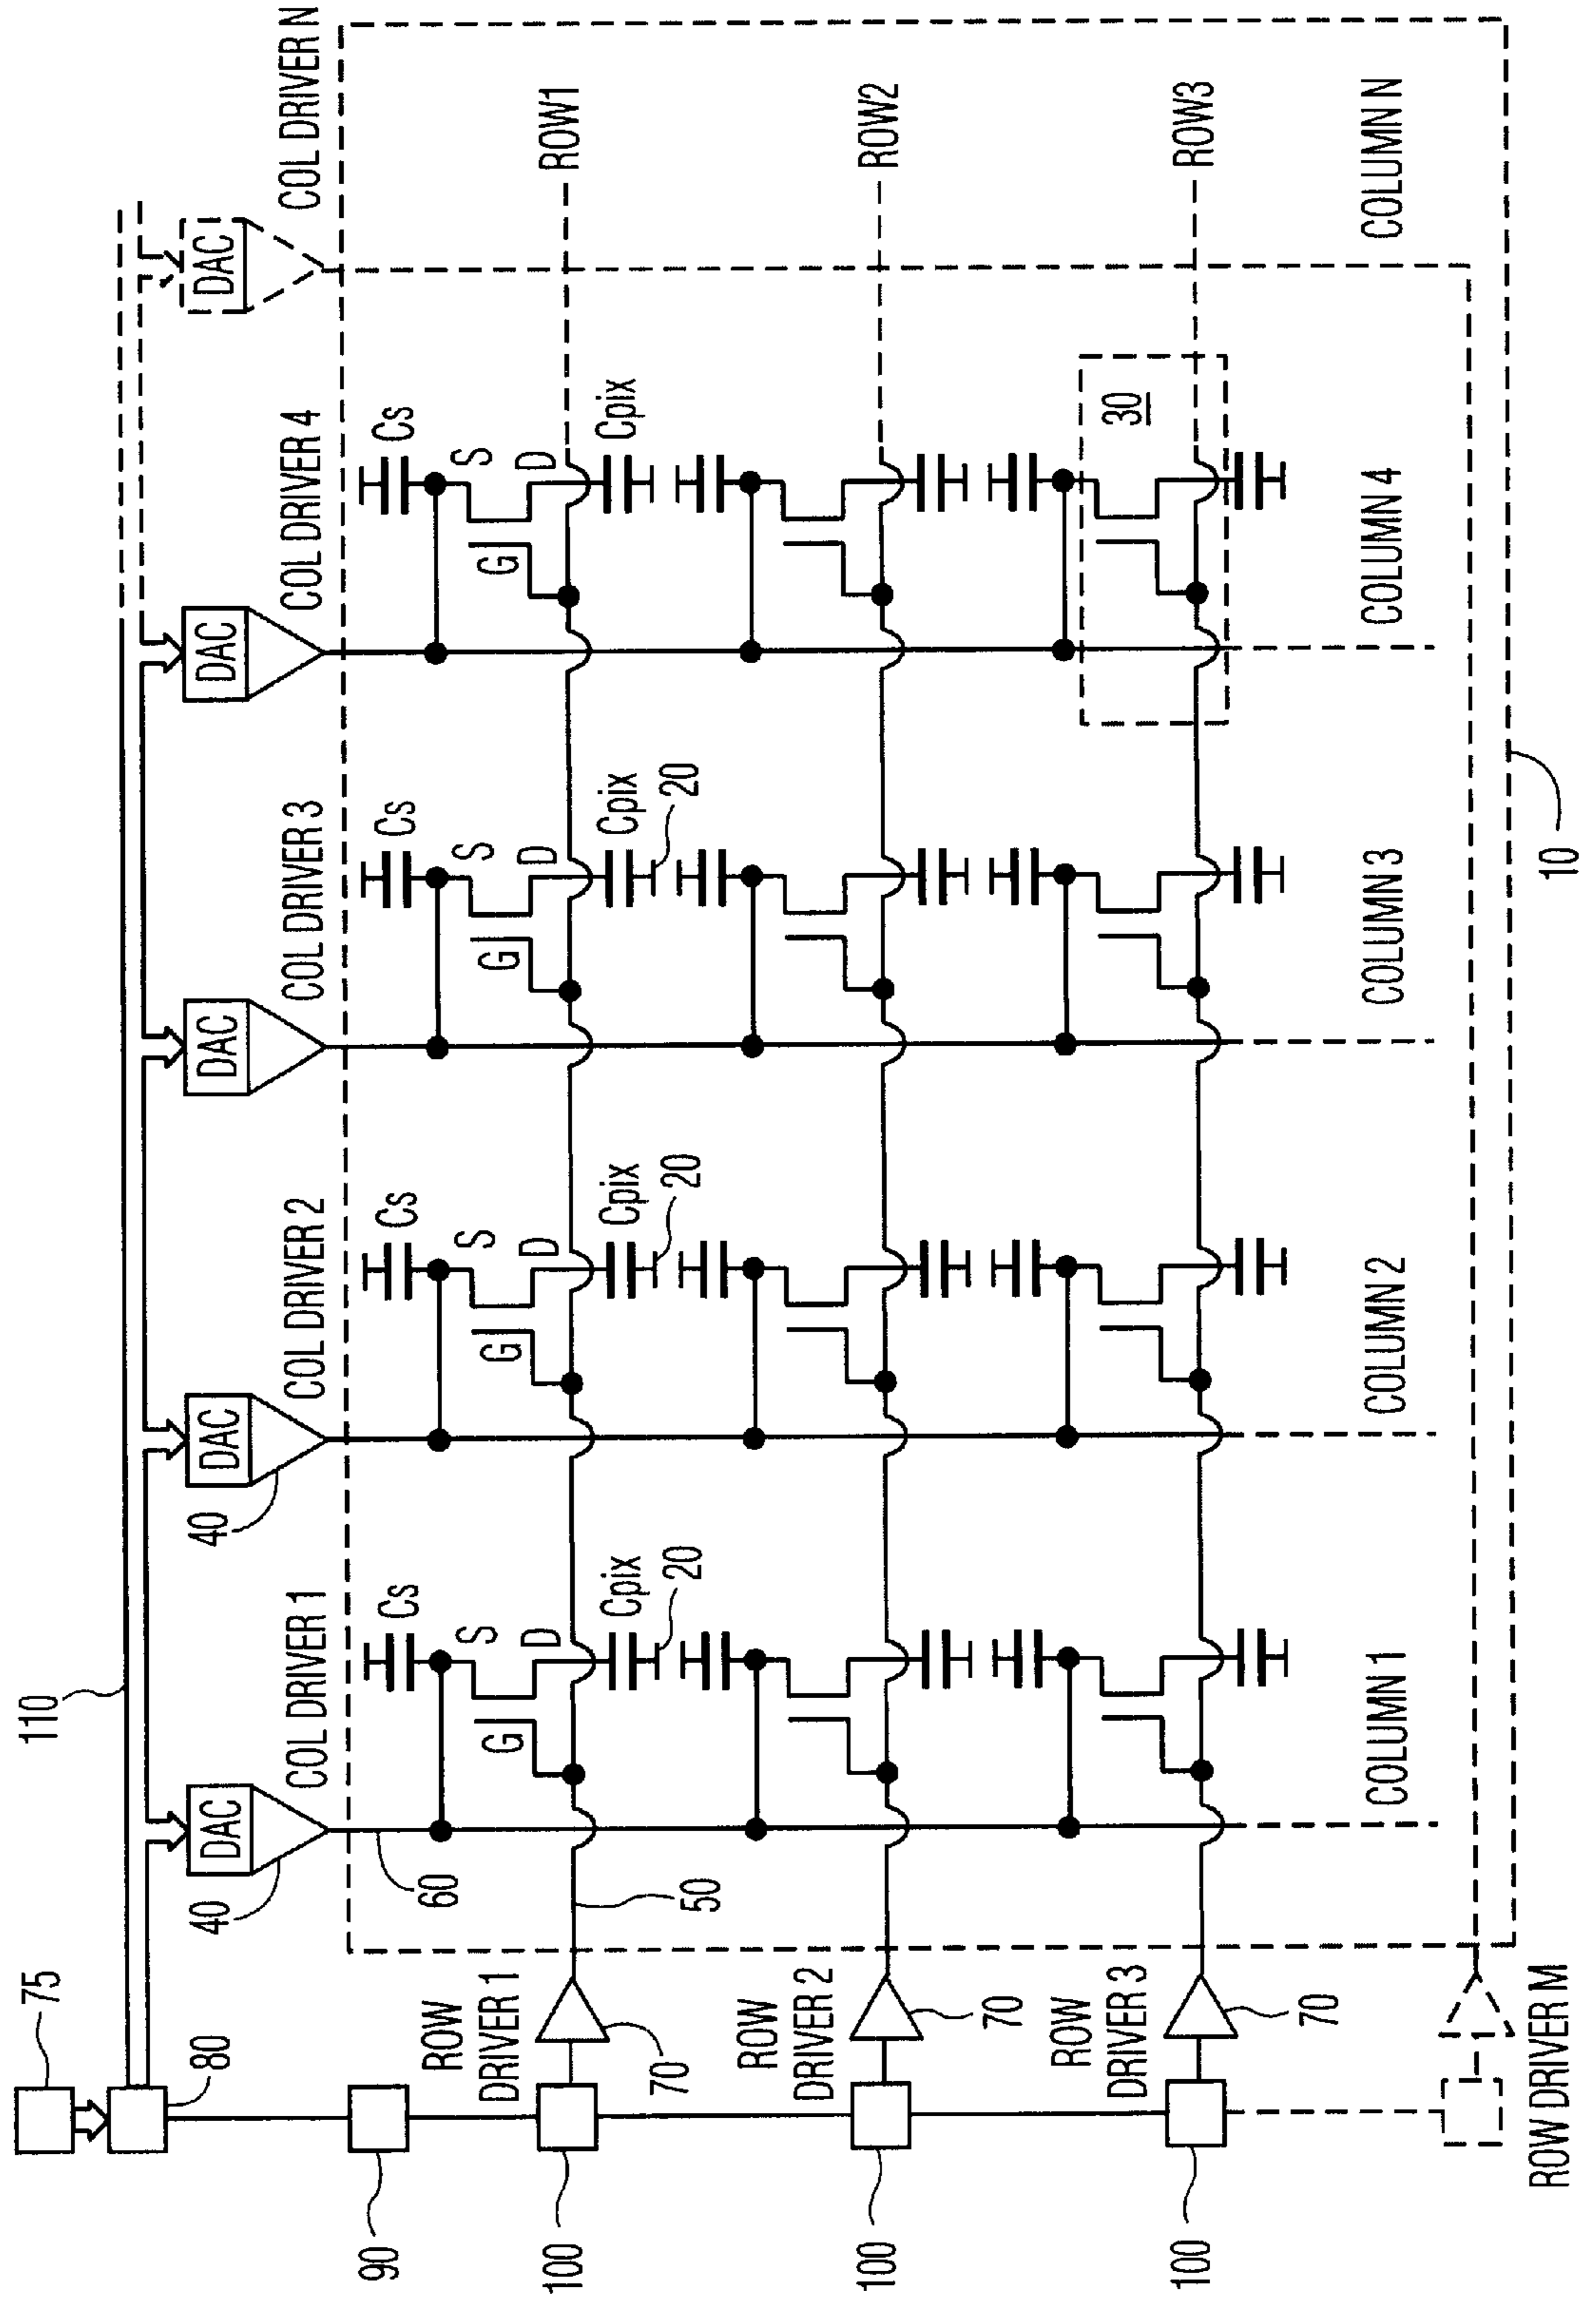 75
110
80
40
40
DAC
DAC
DAC
DAC
DAC
COL DRIVER 1
COL DRIVER 2
COL DRIVER 3
COL DRIVER 4
COL DRIVER N
60
Cs
Cs
Cs
Cs
90
ROW
DRIVER 1
S
S
S
S
G
G
G
G
D
D
D
D
100
70
50
ROW1
Cpix
Cpix
Cpix
Cpix
20
20
20
ROW
DRIVER 2
100
70
ROW2
ROW
DRIVER 3
100
70
30
ROW3
COLUMN 1
COLUMN 2
COLUMN 3
COLUMN 4
COLUMN N
ROW DRIVER M
10